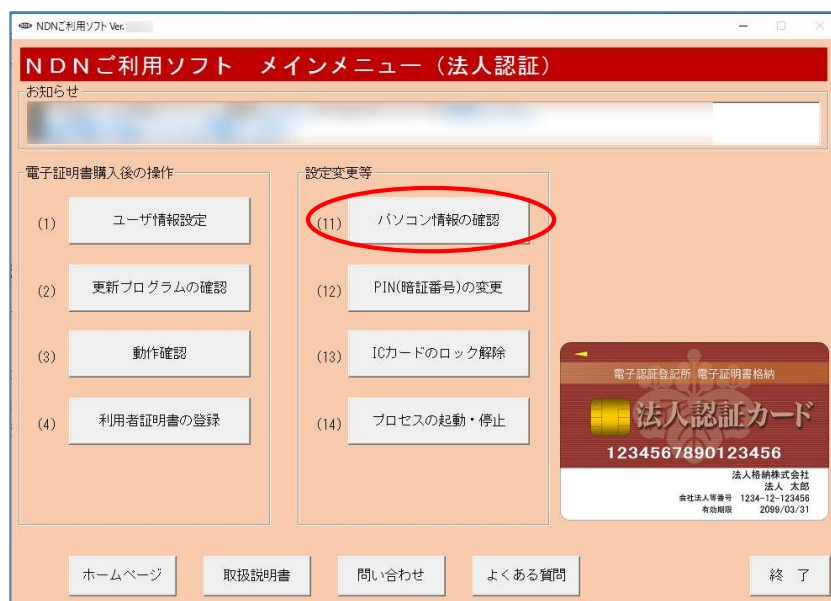 NDNご利用ソフト Ver.
NDNご利用ソフト メインメニュー（法人認証）
お知らせ
電子証明書購入後の操作
(1) ユーザ情報設定
(2) 更新プログラムの確認
(3) 動作確認
(4) 利用者証明書の登録
設定変更等
(11) パソコン情報の確認
(12) PIN(暗証番号)の変更
(13) ICカードのロック解除
(14) プロセスの起動・停止
電子認証登記所 電子証明書格納
法人認証カード
1234567890123456
法人格納株式会社
法人 太郎
会社法人等番号 1234-12-123456
有効期限 2099/03/31
ホームページ 取扱説明書 問い合わせ よくある質問 終 了